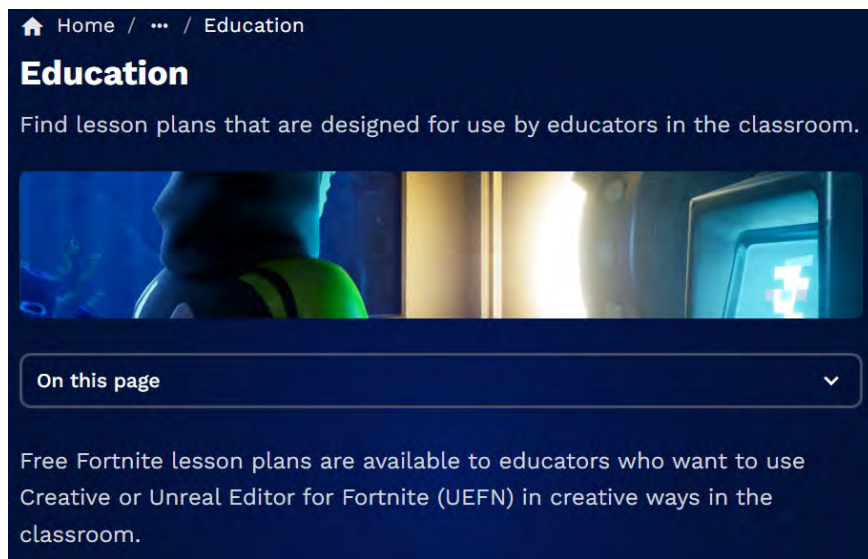 Home / ••• / Education
Education
Find lesson plans that are designed for use by educators in the classroom.
On this page
Free Fortnite lesson plans are available to educators who want to use
Creative or Unreal Editor for Fortnite (UEFN) in creative ways in the
classroom.